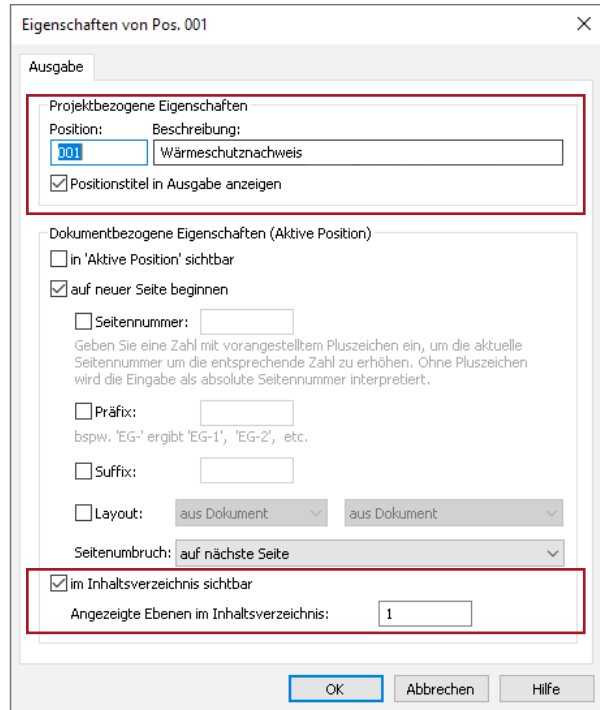 Eigenschaften von Pos. 001
Ausgabe
Projektbezogene Eigenschaften
Position: Beschreibung:
001 Wärmeschutznachweis
Positionstitel in Ausgabe anzeigen
Dokumentbezogene Eigenschaften (Aktive Position)
in 'Aktive Position' sichtbar
auf neuer Seite beginnen
Seitennummer:
Geben Sie eine Zahl mit vorangestelltem Pluszeichen ein, um die aktuelle
Seitennummer um die entsprechende Zahl zu erhöhen. Ohne Pluszeichen
wird die Eingabe als absolute Seitennummer interpretiert.
Präfix:
bspw. 'EG-' ergibt 'EG-1', 'EG-2', etc.
Suffix:
Layout: aus Dokument aus Dokument
Seitenumbruch: auf nächste Seite
im Inhaltsverzeichnis sichtbar
Angezeigte Ebenen im Inhaltsverzeichnis: 1
OK Abbrechen Hilfe